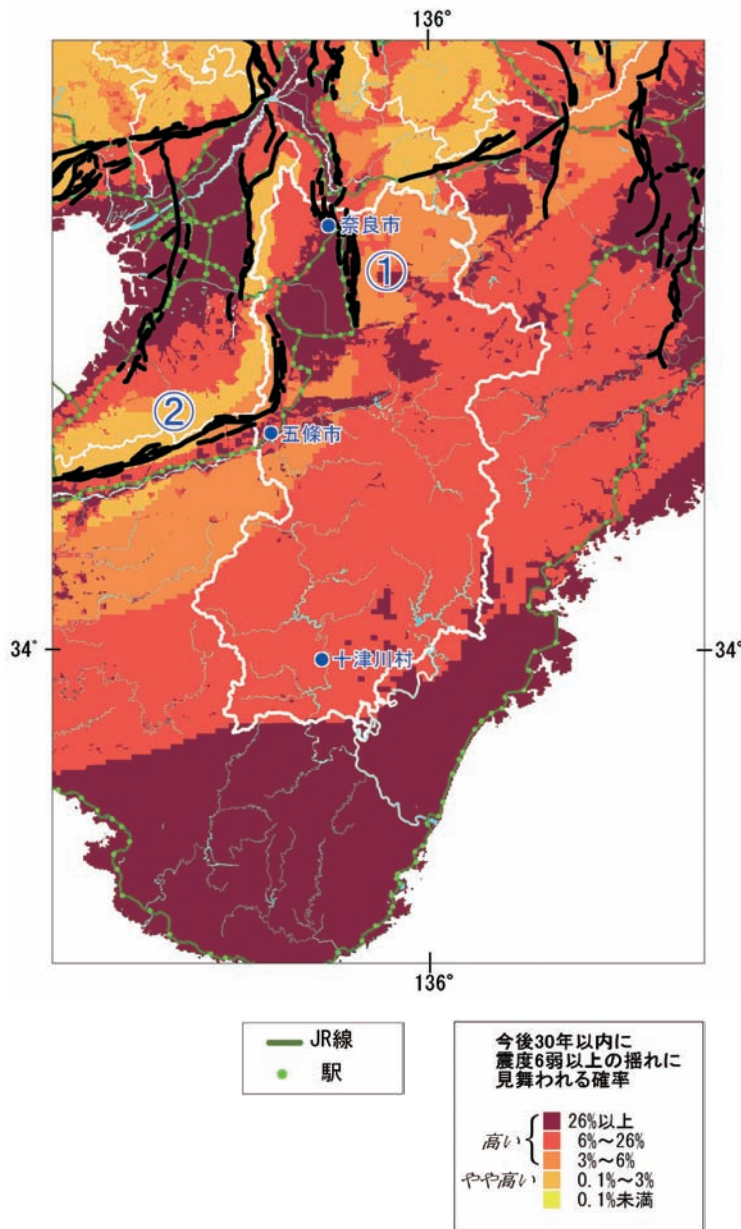 136°
奈良市
①
②
五條市
34°
34°
十津川村
136°
JR線
駅
今後30年以内に
震度6弱以上の揺れに
見舞われる確率
26%以上
高い 6%～26%
3%～6%
やや高い 0.1%～3%
0.1%未満